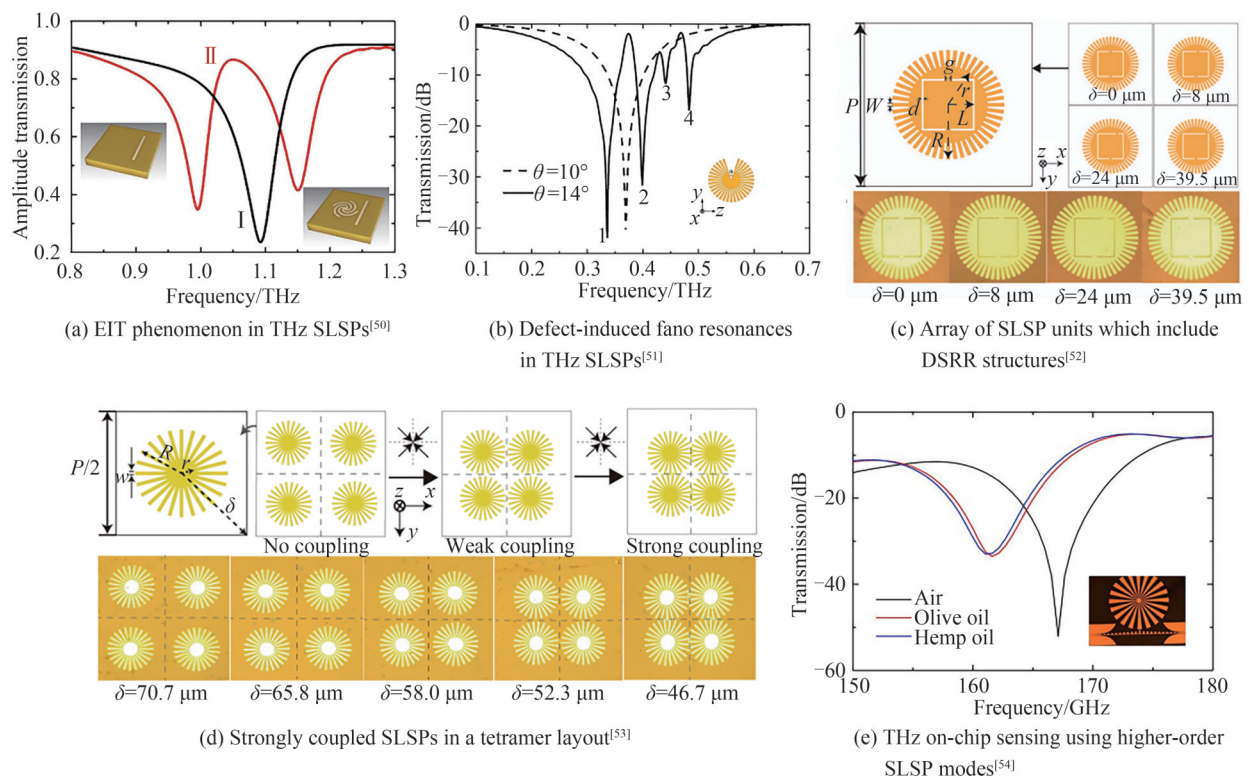 Amplitude transmission
1.0
0.8
0.6
0.4
0.2
Ⅱ
Ⅰ
0.8 0.9 1.0 1.1 1.2 1.3
Frequency/THz
(a) EIT phenomenon in THz SLSPs[50]
Transmission/dB
0
−10
−20
−30
−40
θ=10°
θ=14°
1
2
3
4
y
x z
0.1 0.2 0.3 0.4 0.5 0.6 0.7
Frequency/THz
(b) Defect-induced fano resonances
in THz SLSPs[51]
P W d g r L R
δ=0 μm δ=8 μm
δ=24 μm δ=39.5 μm
z x
y
δ=0 μm δ=8 μm δ=24 μm δ=39.5 μm
(c) Array of SLSP units which include
DSRR structures[52]
P/2 w R r δ
z x
y
No coupling Weak coupling Strong coupling
δ=70.7 μm δ=65.8 μm δ=58.0 μm δ=52.3 μm δ=46.7 μm
(d) Strongly coupled SLSPs in a tetramer layout[53]
Transmission/dB
0
−20
−40
−60
Air
Olive oil
Hemp oil
150 160 170 180
Frequency/GHz
(e) THz on-chip sensing using higher-order
SLSP modes[54]